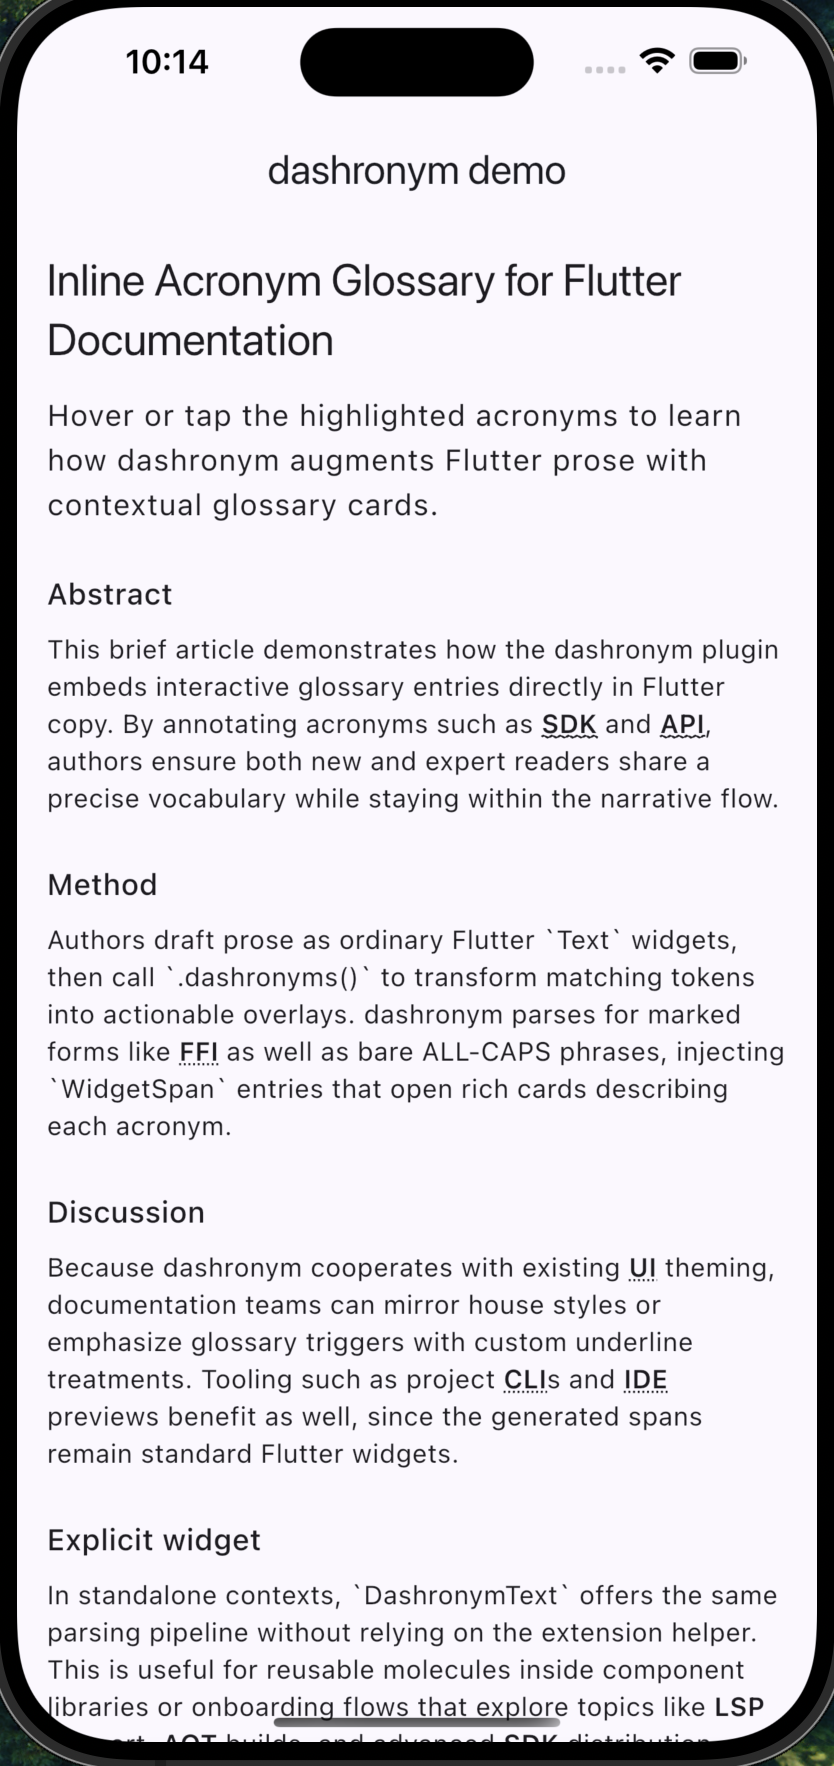 10:14
dashronym demo
Inline Acronym Glossary for Flutter
Documentation
Hover or tap the highlighted acronyms to learn
how dashronym augments Flutter prose with
contextual glossary cards.
Abstract
This brief article demonstrates how the dashronym plugin
embeds interactive glossary entries directly in Flutter
copy. By annotating acronyms such as SDK and API,
authors ensure both new and expert readers share a
precise vocabulary while staying within the narrative flow.
Method
Authors draft prose as ordinary Flutter `Text` widgets,
then call `.dashronyms()` to transform matching tokens
into actionable overlays. dashronym parses for marked
forms like FFI as well as bare ALL-CAPS phrases, injecting
`WidgetSpan` entries that open rich cards describing
each acronym.
Discussion
Because dashronym cooperates with existing UI theming,
documentation teams can mirror house styles or
emphasize glossary triggers with custom underline
treatments. Tooling such as project CLIs and IDE
previews benefit as well, since the generated spans
remain standard Flutter widgets.
Explicit widget
In standalone contexts, `DashronymText` offers the same
parsing pipeline without relying on the extension helper.
This is useful for reusable molecules inside component
libraries or onboarding flows that explore topics like LSP
AOT builds, and advanced SDK distribution